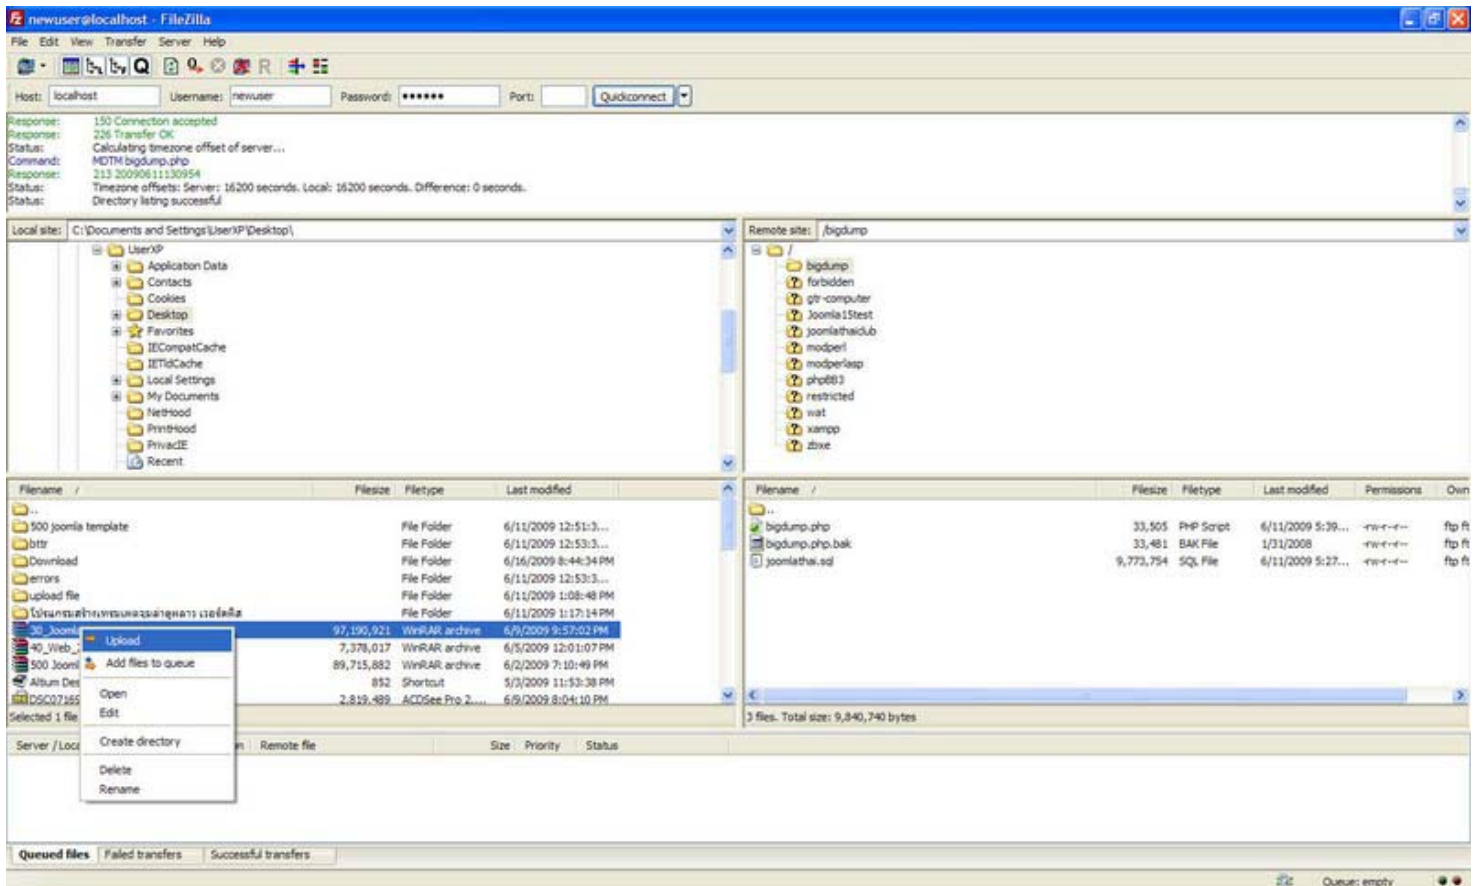 newuser@localhost - FileZilla
File Edit View Transfer Server Help
Host: localhost Username: newuser Password: ●●●●●● Port: Quickconnect
Response: 150 Connection accepted
Response: 226 Transfer OK
Status: Calculating timezone offset of server...
Command: MDTM bigdump.php
Response: 213 20090611130954
Status: Timezone offsets: Server: 16200 seconds. Local: 16200 seconds. Difference: 0 seconds.
Status: Directory listing successful
Local site: C:\Documents and Settings\UserXP\Desktop\
UserXP
Application Data
Contacts
Cookies
Desktop
Favorites
IECompatCache
IETldCache
Local Settings
My Documents
NetHood
PrintHood
PrivacIE
Recent
Remote site: /bigdump
/
bigdump
forbidden
gtr-computer
Joomla15test
joomlathaiclub
modperl
modperlasp
phpBB3
restricted
wat
xampp
zbxe
Filename / Filesize Filetype Last modified
..
500 joomla template File Folder 6/11/2009 12:51:3...
bttr File Folder 6/11/2009 12:53:3...
Download File Folder 6/16/2009 8:44:34 PM
errors File Folder 6/11/2009 12:53:3...
upload file File Folder 6/11/2009 1:08:48 PM
File Folder 6/11/2009 1:17:14 PM
30_Joomla 97,190,921 WinRAR archive 6/9/2009 9:57:02 PM
40_Web_ 7,378,017 WinRAR archive 6/5/2009 12:01:07 PM
500 Jooml 89,715,882 WinRAR archive 6/2/2009 7:10:49 PM
Altium Des 852 Shortcut 5/3/2009 11:53:38 PM
DSC07165 2,819,489 ACDSee Pro 2.... 6/9/2009 8:04:10 PM
Selected 1 file
Upload
Add files to queue
Open
Edit
Create directory
Delete
Rename
Filename / Filesize Filetype Last modified Permissions Own
..
bigdump.php 33,505 PHP Script 6/11/2009 5:39... -rw-r--r-- ftp ft
bigdump.php.bak 33,481 BAK File 1/31/2008 -rw-r--r-- ftp ft
joomlathai.sql 9,773,754 SQL File 6/11/2009 5:27... -rw-r--r-- ftp ft
3 files. Total size: 9,840,740 bytes
Server / Loca n Remote file Size Priority Status
Queued files Failed transfers Successful transfers
Queue: empty